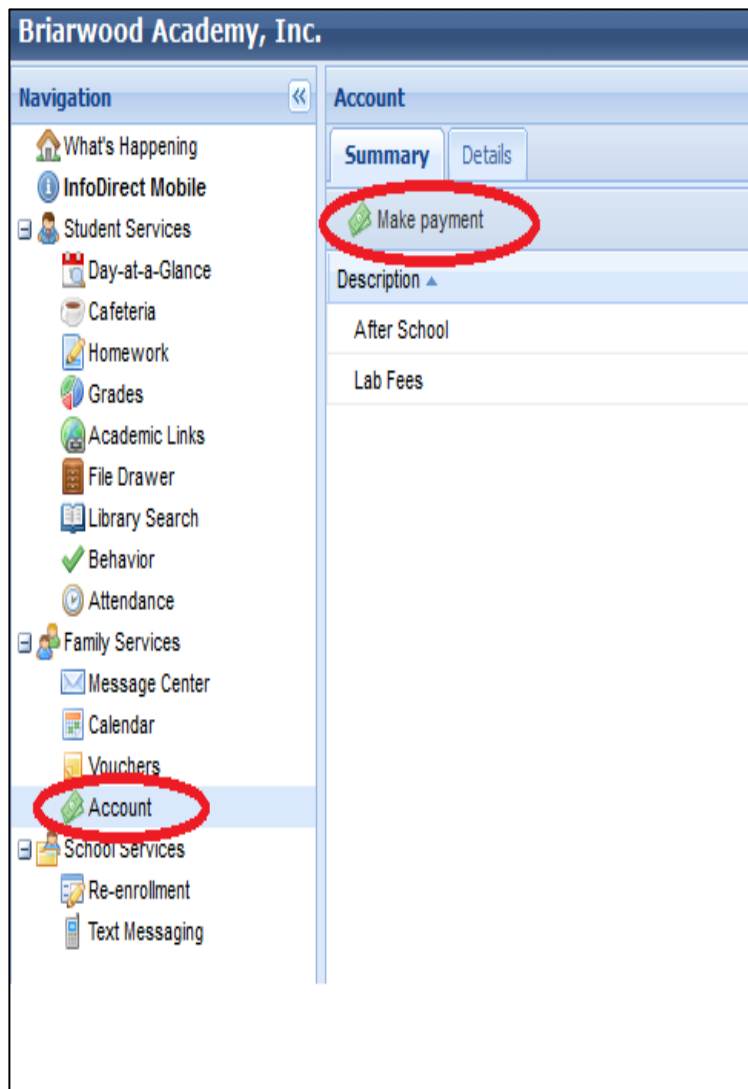 Briarwood Academy, Inc.
Navigation
What's Happening
InfoDirect Mobile
Student Services
Day-at-a-Glance
Cafeteria
Homework
Grades
Academic Links
File Drawer
Library Search
Behavior
Attendance
Family Services
Message Center
Calendar
Vouchers
Account
School Services
Re-enrollment
Text Messaging
Account
Summary Details
Make payment
Description
After School
Lab Fees